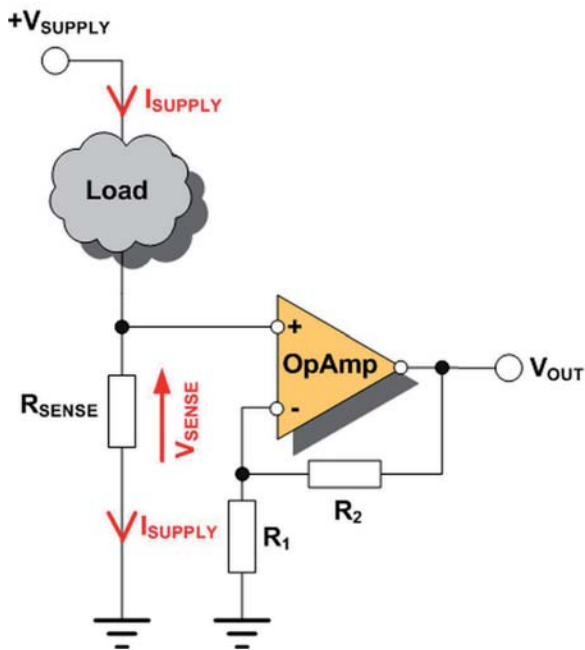 +VSUPPLY
ISUPPLY
Load
+
OpAmp
-
VOUT
RSENSE
VSENSE
R2
ISUPPLY
R1